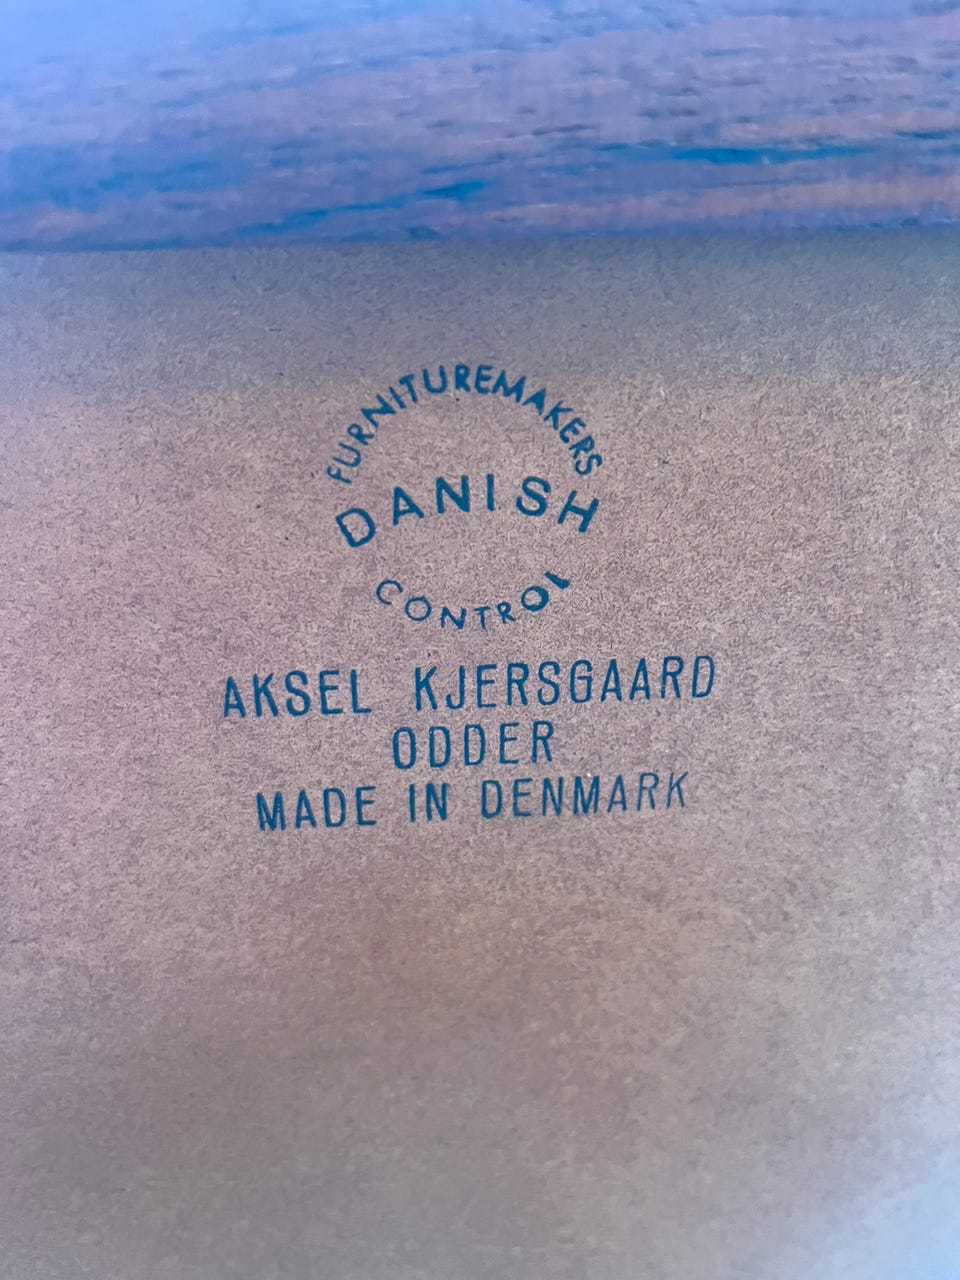 FURNITUREMAKERS
DANISH
CONTROL
AKSEL KJERSGAARD
ODDER
MADE IN DENMARK